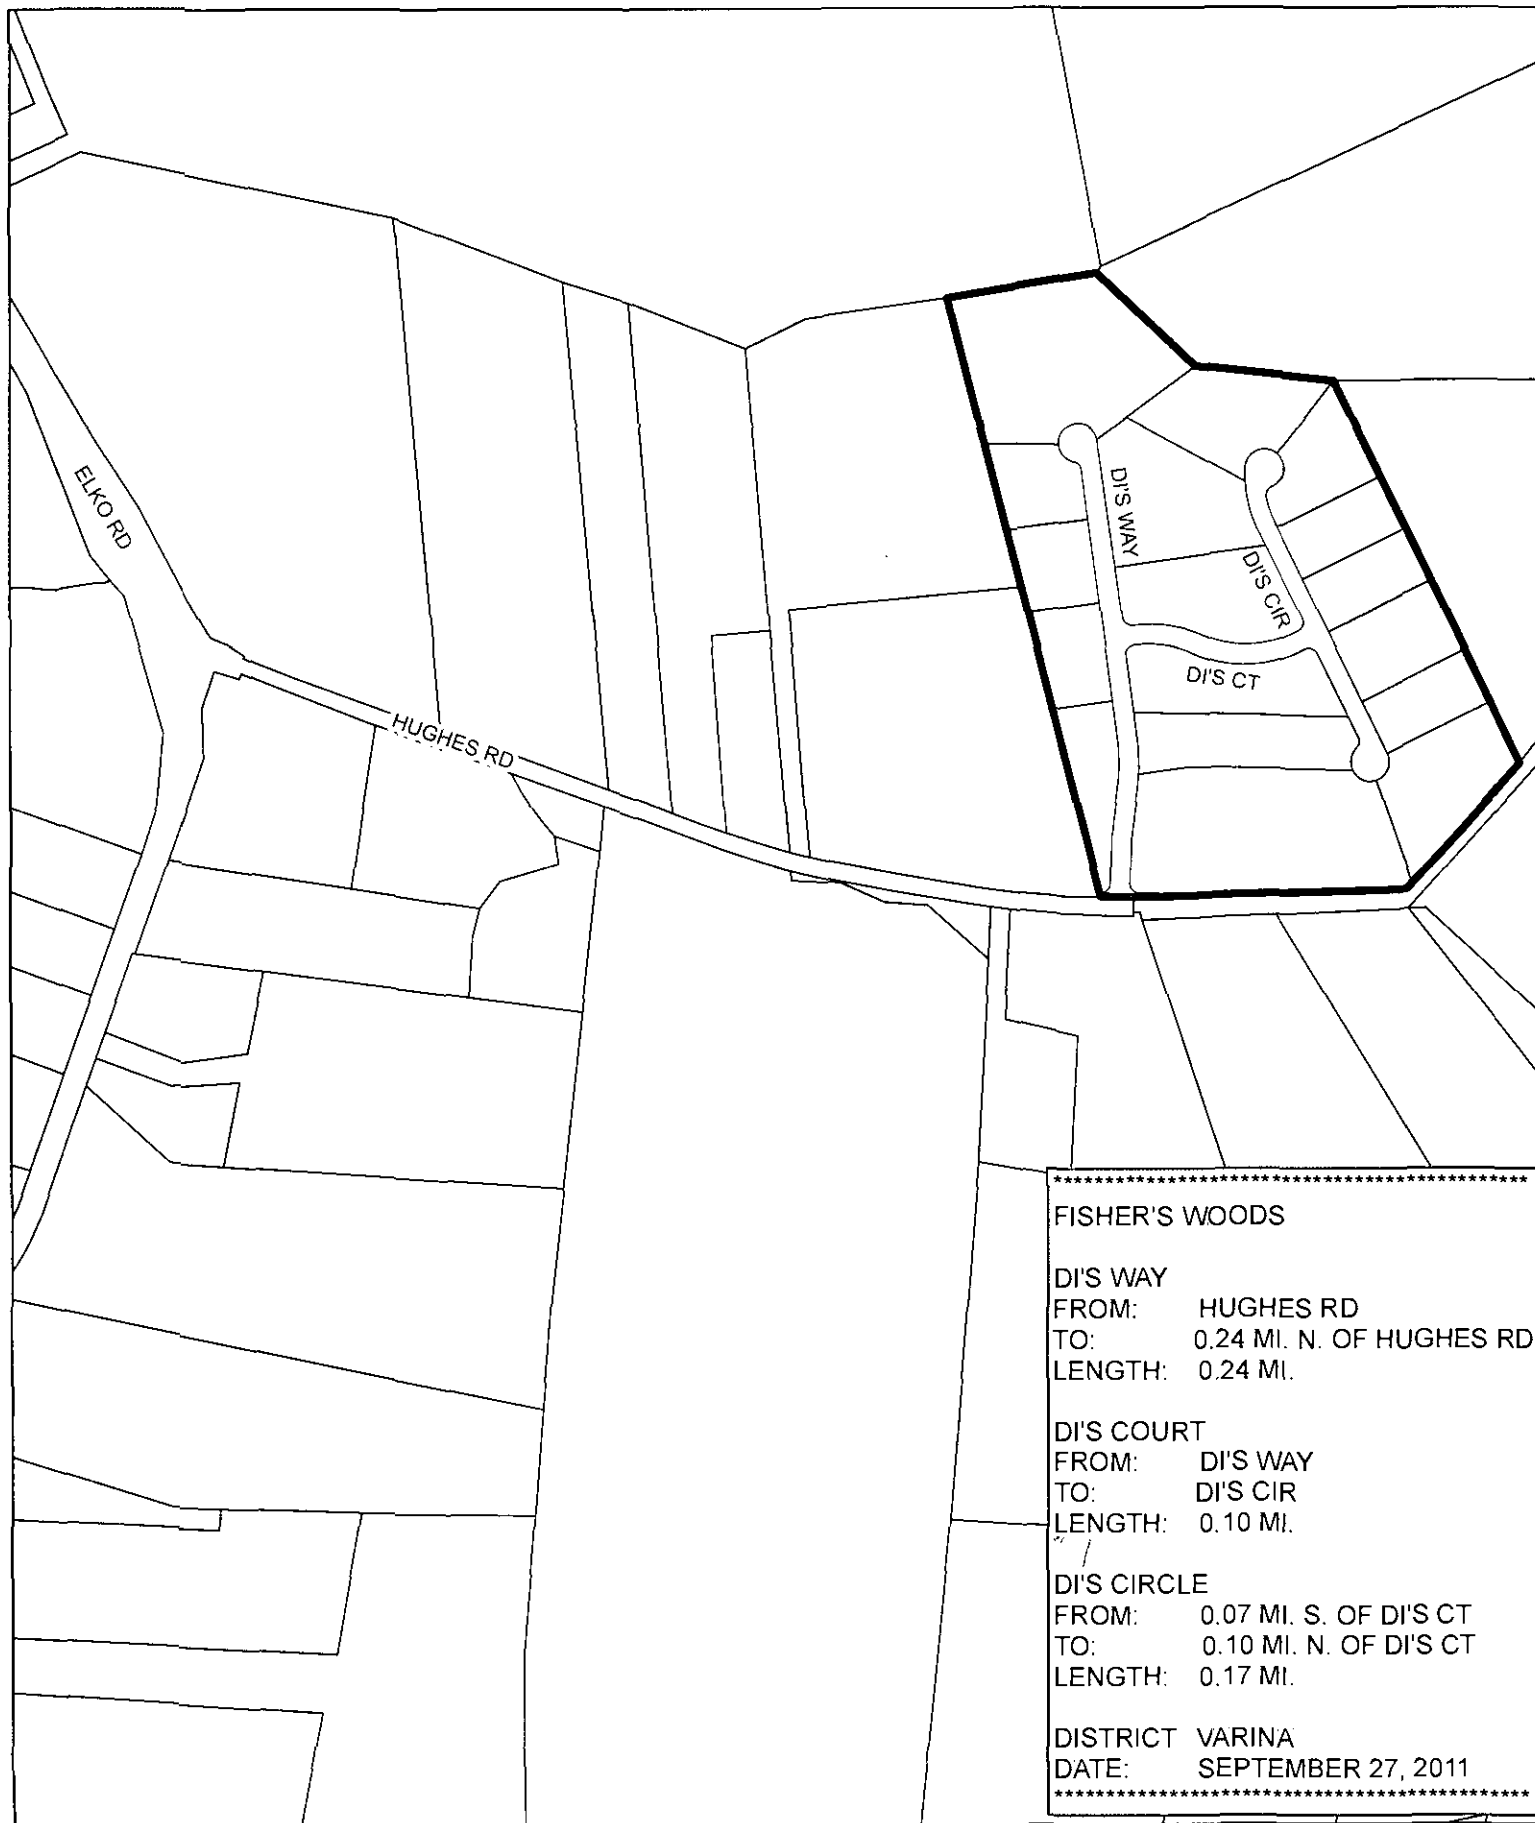 ELKO RD
HUGHES RD
DI'S WAY
DI'S CIR
DI'S CT
******************************************************
FISHER'S WOODS
DI'S WAY
FROM: HUGHES RD
TO: 0.24 MI. N. OF HUGHES RD
LENGTH: 0.24 MI.
DI'S COURT
FROM: DI'S WAY
TO: DI'S CIR
LENGTH: 0.10 MI.
DI'S CIRCLE
FROM: 0.07 MI. S. OF DI'S CT
TO: 0.10 MI. N. OF DI'S CT
LENGTH: 0.17 MI.
DISTRICT VARINA
DATE: SEPTEMBER 27, 2011
******************************************************